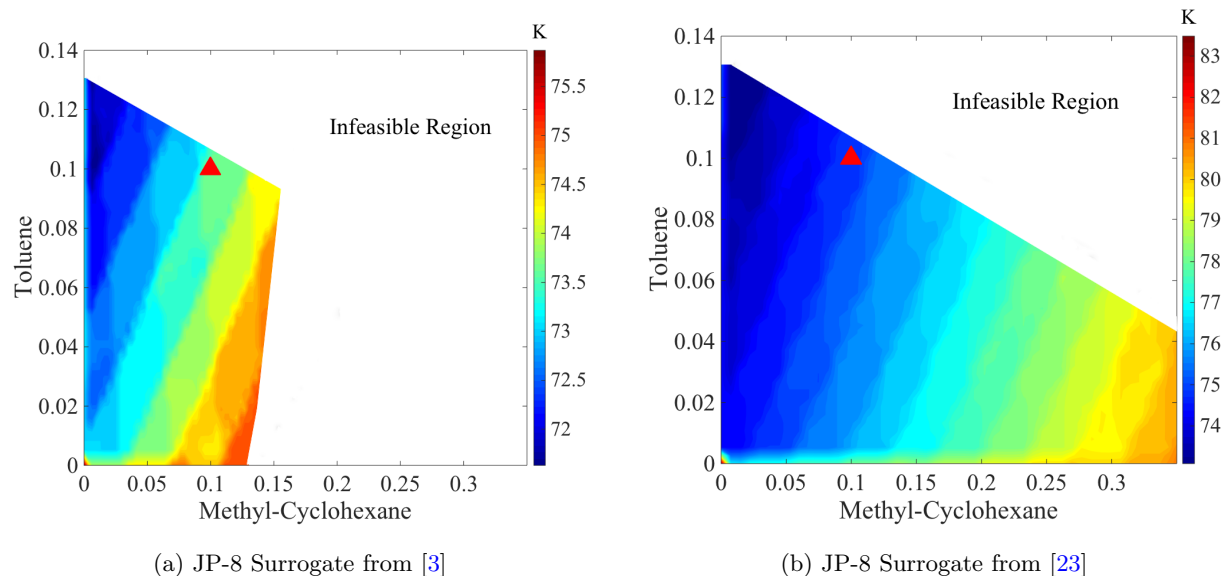 K
0.14
0.12
0.1
0.08
0.06
0.04
0.02
0
Toluene
Infeasible Region
75.5
75
74.5
74
73.5
73
72.5
72
0 0.05 0.1 0.15 0.2 0.25 0.3
Methyl-Cyclohexane
(a) JP-8 Surrogate from [3]
K
0.14
0.12
0.1
0.08
0.06
0.04
0.02
0
Toluene
Infeasible Region
83
82
81
80
79
78
77
76
75
74
0 0.05 0.1 0.15 0.2 0.25 0.3
Methyl-Cyclohexane
(b) JP-8 Surrogate from [23]